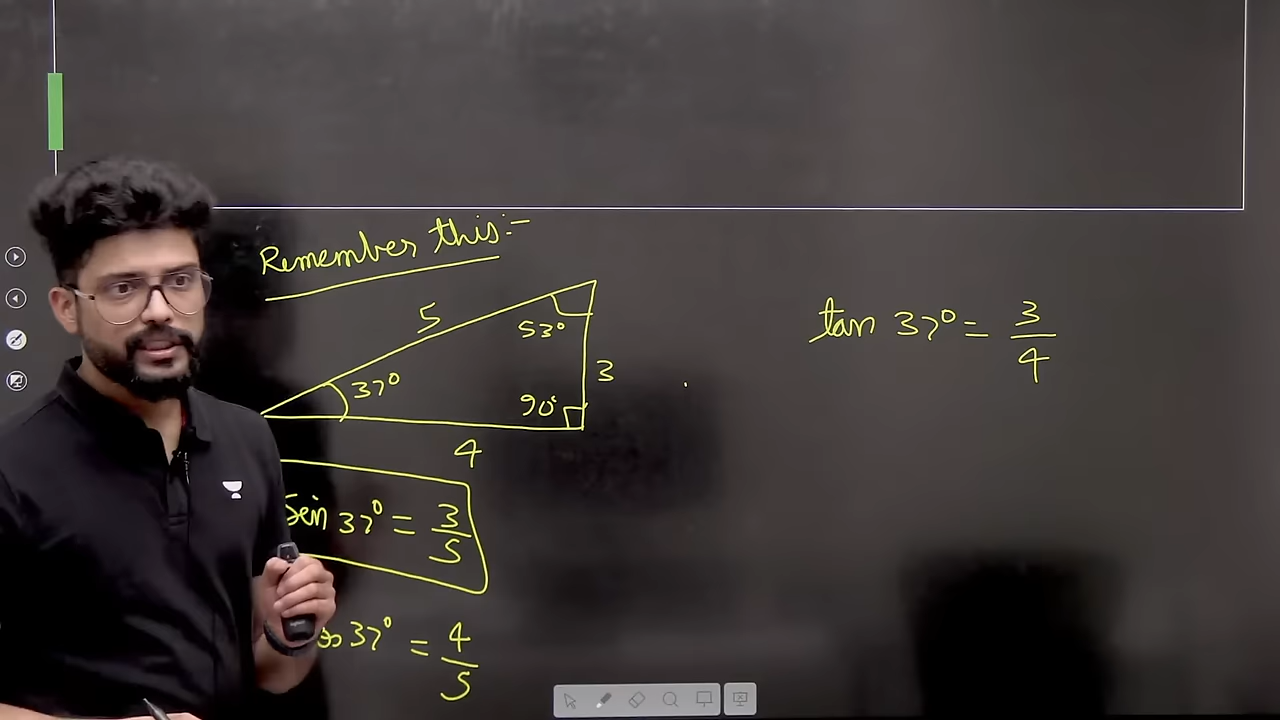 Remember this:-
5
53°
37°
3
90°
4
tan 37° = 3/4
Sin 37° = 3/5
37° = 4/5